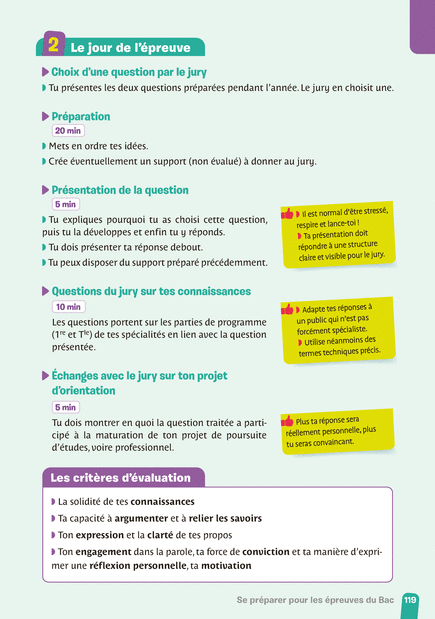 2 Le jour de l'épreuve
Choix d'une question par le jury
Tu présentes les deux questions préparées pendant l'année. Le jury en choisit une.
Préparation
20 min
Mets en ordre tes idées.
Crée éventuellement un support (non évalué) à donner au jury.
Présentation de la question
5 min
Tu expliques pourquoi tu as choisi cette question,
puis tu la développes et enfin tu y réponds.
Tu dois présenter ta réponse debout.
Tu peux disposer du support préparé précédemment.
Il est normal d'être stressé,
respire et lance-toi !
Ta présentation doit
répondre à une structure
claire et visible pour le jury.
Questions du jury sur tes connaissances
10 min
Les questions portent sur les parties de programme
(1re et Tle) de tes spécialités en lien avec la question
présentée.
Adapte tes réponses à
un public qui n'est pas
forcément spécialiste.
Utilise néanmoins des
termes techniques précis.
Échanges avec le jury sur ton projet
d'orientation
5 min
Tu dois montrer en quoi la question traitée a parti-
cipé à la maturation de ton projet de poursuite
d'études, voire professionnel.
Plus ta réponse sera
réellement personnelle, plus
tu seras convaincant.
Les critères d'évaluation
La solidité de tes connaissances
Ta capacité à argumenter et à relier les savoirs
Ton expression et la clarté de tes propos
Ton engagement dans la parole, ta force de conviction et ta manière d'expri-
mer une réflexion personnelle, ta motivation
Se préparer pour les épreuves du Bac 119